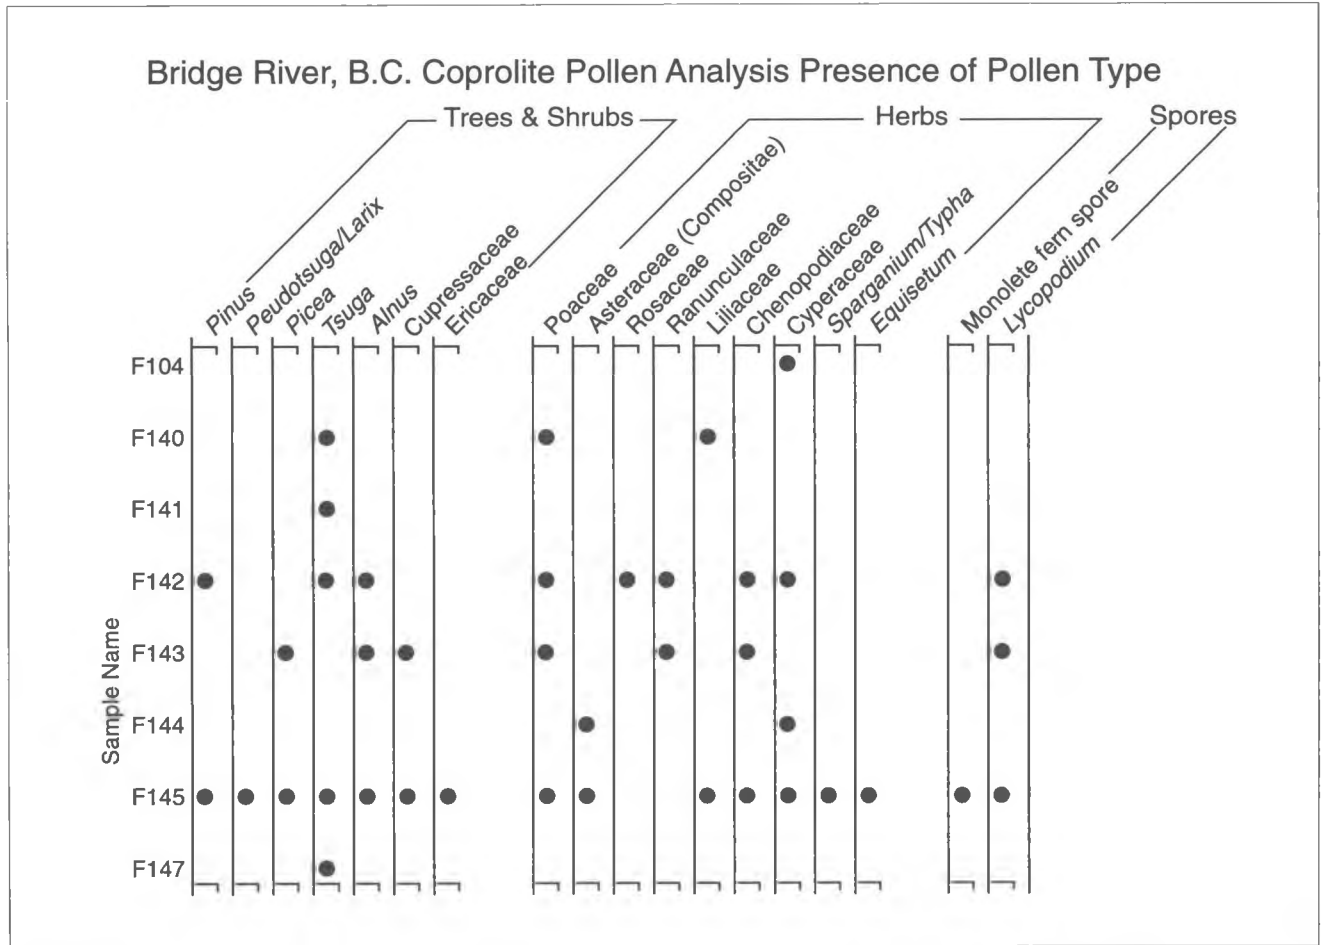 Bridge River, B.C. Coprolite Pollen Analysis Presence of Pollen Type
Trees & Shrubs
Herbs
Spores
Pinus
Peudotsuga/Larix
Picea
Tsuga
Alnus
Cupressaceae
Ericaceae
Poaceae
Asteraceae (Compositae)
Rosaceae
Ranunculaceae
Liliaceae
Chenopodiaceae
Cyperaceae
Sparganium/Typha
Equisetum
Monolete fern spore
Lycopodium
Sample Name
F104
F140
F141
F142
F143
F144
F145
F147